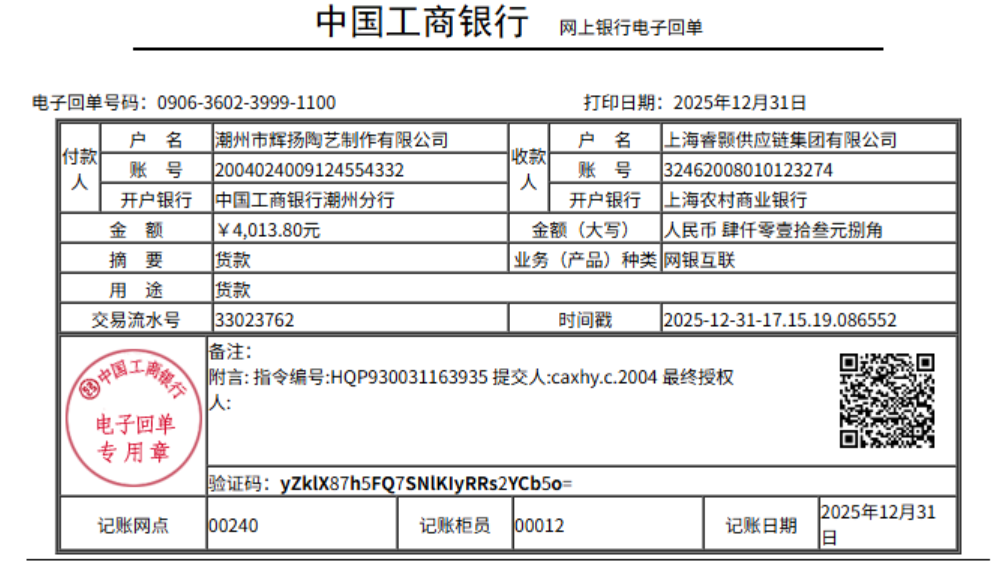 中国工商银行 网上银行电子回单
电子回单号码：0906-3602-3999-1100 打印日期：2025年12月31日
付款人 户 名 潮州市辉扬陶艺制作有限公司 收款人 户 名 上海睿颢供应链集团有限公司
账 号 2004024009124554332 账 号 32462008010123274
开户银行 中国工商银行潮州分行 开户银行 上海农村商业银行
金 额 ￥4,013.80元 金额（大写） 人民币 肆仟零壹拾叁元捌角
摘 要 货款 业务（产品）种类 网银互联
用 途 货款
交易流水号 33023762 时间戳 2025-12-31-17.15.19.086552
中国工商银行
电子回单
专用章
备注：
附言: 指令编号:HQP930031163935 提交人:caxhy.c.2004 最终授权
人:
验证码：yZklX87h5FQ7SNlKIyRRs2YCb5o=
记账网点 00240 记账柜员 00012 记账日期 2025年12月31
日